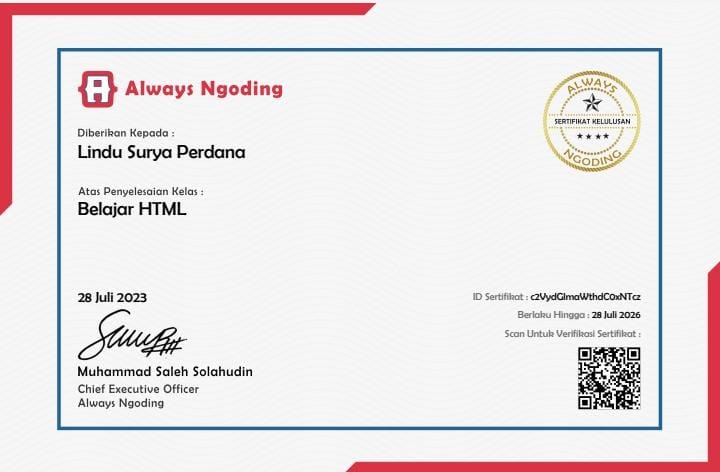 Always Ngoding
ALWAYS
SERTIFIKAT KELULUSAN
NGODING
Diberikan Kepada :
Lindu Surya Perdana
Atas Penyelesaian Kelas :
Belajar HTML
28 Juli 2023
ID Sertifikat : c2VydGlmaWthdC0xNTcz
Berlaku Hingga : 28 Juli 2026
Scan Untuk Verifikasi Sertifikat :
Muhammad Saleh Solahudin
Chief Executive Officer
Always Ngoding